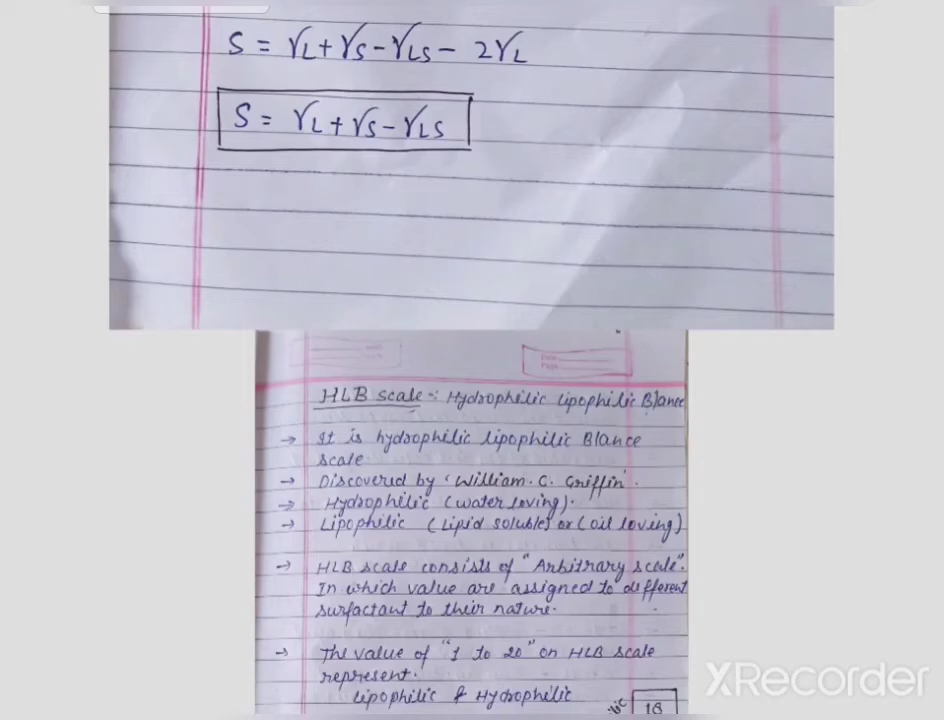 S = γL + γS - γLS - 2γL
S = γL + γS - γLS
HLB scale :- Hydrophilic lipophilic Blance
→ It is hydrophilic lipophilic Blance
scale.
→ Discovered by 'William. C. Griffin'.
→ Hydrophilic (water loving).
→ Lipophilic (Lipid soluble) or (oil loving)
→ HLB scale consists of "Arbitrary scale".
In which value are assigned to different
surfactant to their nature.
→ The value of "1 to 20" on HLB scale
represent.
lipophilic & Hydrophilic
18
XRecorder